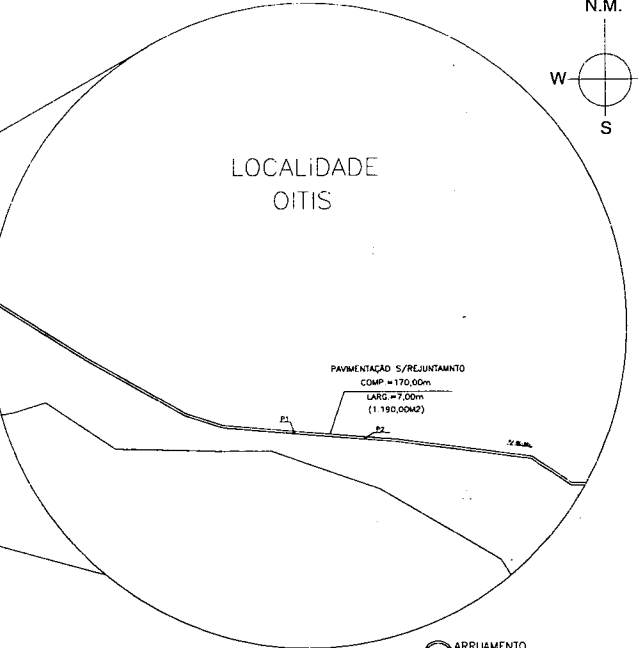 N.M.
W
S
LOCALIDADE
OITIS
PAVIMENTAÇÃO S/REJUNTAMNTO
COMP = 170,00m
LARG.=7,00m
(1.190,00M2)
P1
P2
ARRUAMENTO